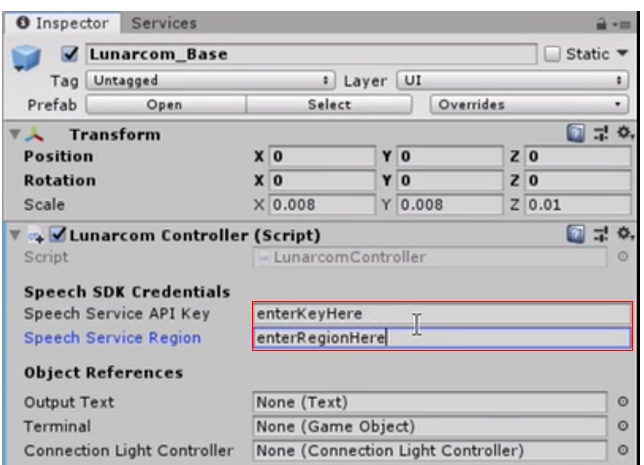 Inspector Services
Lunarcom_Base Static
Tag Untagged Layer UI
Prefab Open Select Overrides
Transform
Position X 0 Y 0 Z 0
Rotation X 0 Y 0 Z 0
Scale X 0.008 Y 0.008 Z 0.01
Lunarcom Controller (Script)
Script LunarcomController
Speech SDK Credentials
Speech Service API Key enterKeyHere
Speech Service Region enterRegionHere
Object References
Output Text None (Text)
Terminal None (Game Object)
Connection Light Controller None (Connection Light Controller)